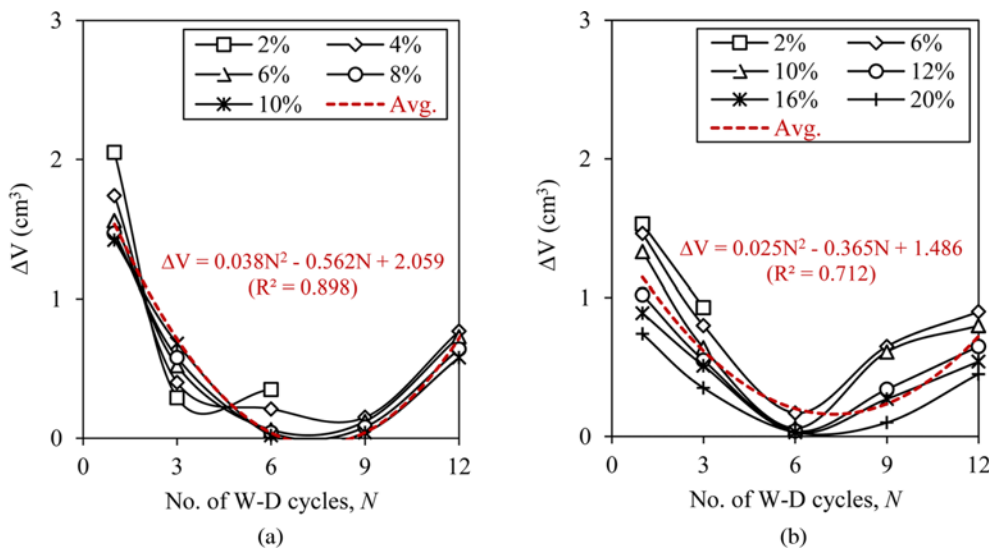 3
2
1
0
ΔV (cm³)
2%
4%
6%
8%
10%
Avg.
ΔV = 0.038N² - 0.562N + 2.059
(R² = 0.898)
0
3
6
9
12
No. of W-D cycles, N
(a)
3
2
1
0
ΔV (cm³)
2%
6%
10%
12%
16%
20%
Avg.
ΔV = 0.025N² - 0.365N + 1.486
(R² = 0.712)
0
3
6
9
12
No. of W-D cycles, N
(b)